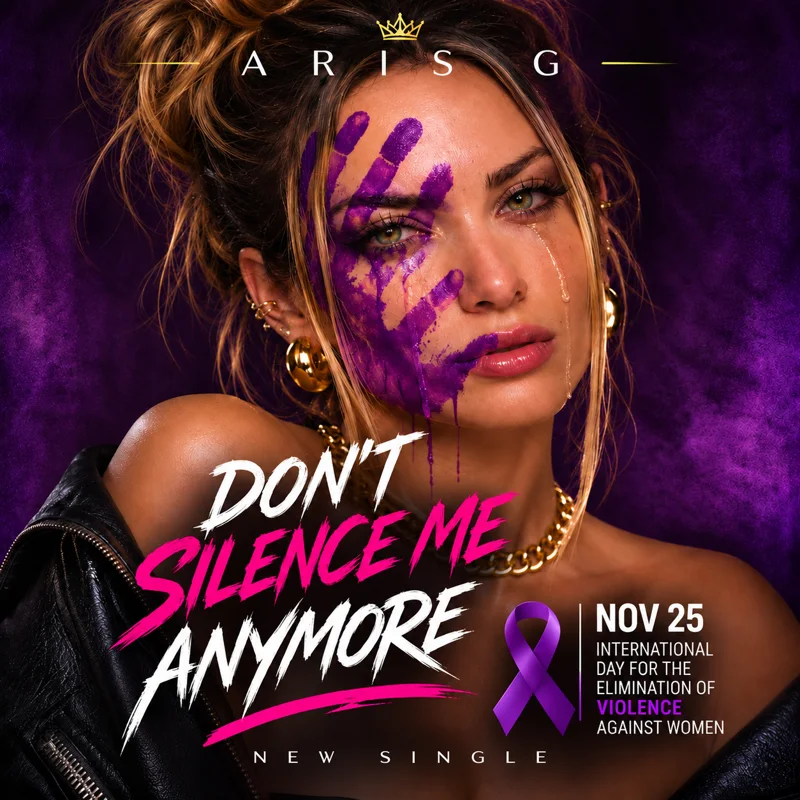 ARIS G
DON'T
SILENCE ME
ANYMORE
NOV 25
INTERNATIONAL
DAY FOR THE
ELIMINATION OF
VIOLENCE
AGAINST WOMEN
NEW SINGLE